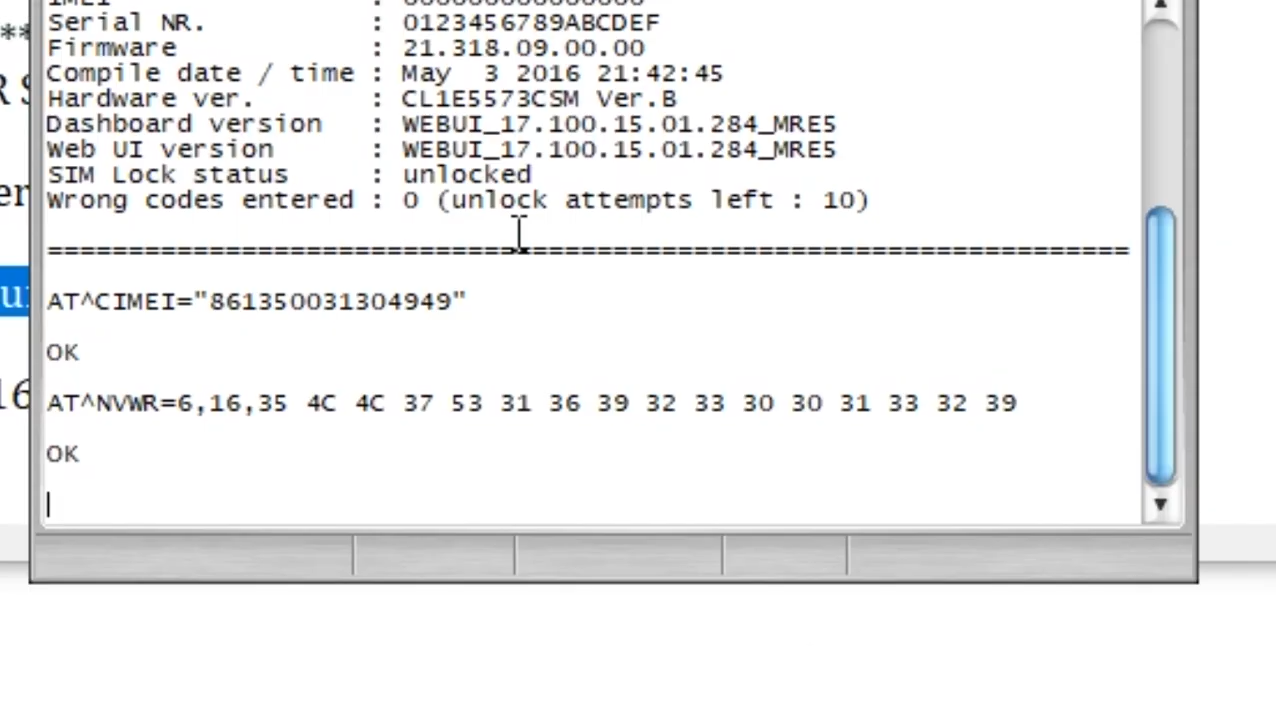 IMEI : 000000000000000
Serial NR. : 0123456789ABCDEF
Firmware : 21.318.09.00.00
Compile date / time : May 3 2016 21:42:45
Hardware ver. : CL1E5573CSM Ver.B
Dashboard version : WEBUI_17.100.15.01.284_MRE5
Web UI version : WEBUI_17.100.15.01.284_MRE5
SIM Lock status : unlocked
Wrong codes entered : 0 (unlock attempts left : 10)
===================================================================
AT^CIMEI="861350031304949"
OK
AT^NVWR=6,16,35 4C 4C 37 53 31 36 39 32 33 30 30 31 33 32 39
OK